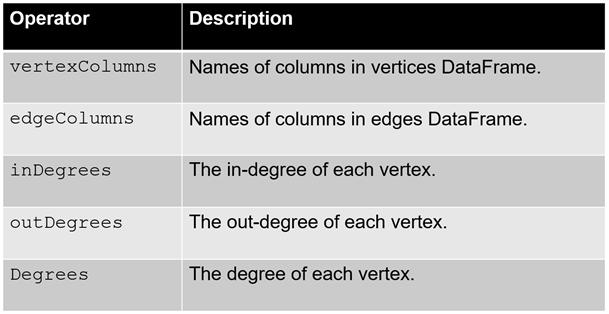 Operator Description
vertexColumns Names of columns in vertices DataFrame.
edgeColumns Names of columns in edges DataFrame.
inDegrees The in-degree of each vertex.
outDegrees The out-degree of each vertex.
Degrees The degree of each vertex.